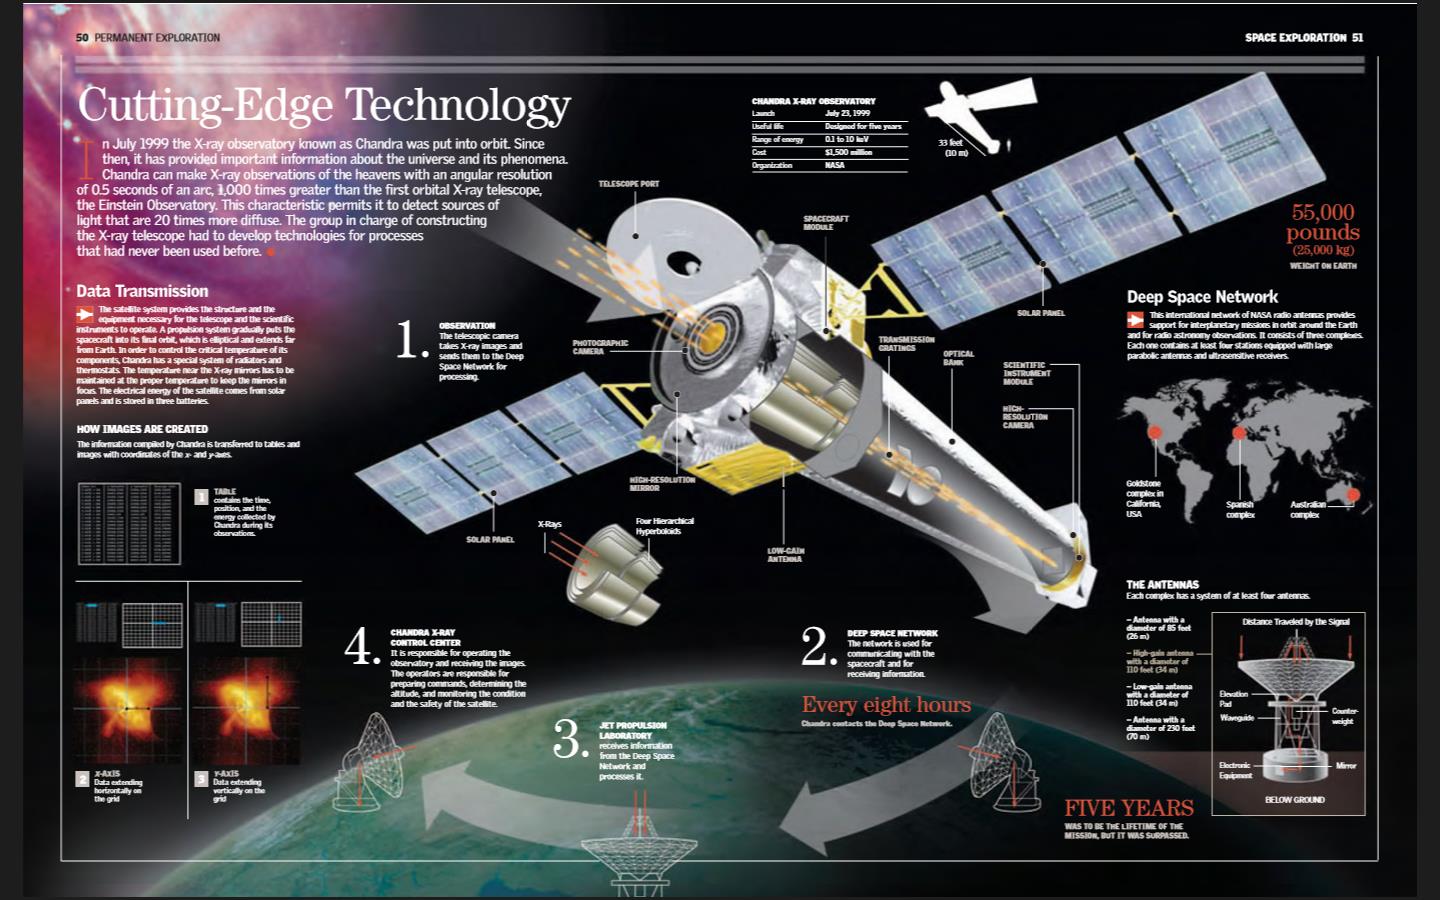 50 PERMANENT EXPLORATION
SPACE EXPLORATION 51
Cutting-Edge Technology
In July 1999 the X-ray observatory known as Chandra was put into orbit. Since
then, it has provided important information about the universe and its phenomena.
Chandra can make X-ray observations of the heavens with an angular resolution
of 0.5 seconds of an arc, 1,000 times greater than the first orbital X-ray telescope,
the Einstein Observatory. This characteristic permits it to detect sources of
light that are 20 times more diffuse. The group in charge of constructing
the X-ray telescope had to develop technologies for processes
that had never been used before.
Data Transmission
The satellite system provides the structure and the
equipment necessary for the telescope and the scientific
instruments to operate. A propulsion system gradually puts the
spacecraft into its final orbit, which is elliptical and extends far
from Earth. In order to control the critical temperature of its
components, Chandra has a special system of radiators and
thermostats. The temperature near the X-ray mirrors has to be
maintained at the proper temperature to keep the mirrors in
focus. The electrical energy of the satellite comes from solar
panels and is stored in three batteries.
HOW IMAGES ARE CREATED
The information compiled by Chandra is transferred to tables and
images with coordinates of the x- and y-axes.
1 TABLE
contains the time,
position, and the
energy collected by
Chandra during its
observations.
2 X-AXIS
Data extending
horizontally on
the grid
3 Y-AXIS
Data extending
vertically on the
grid
CHANDRA X-RAY OBSERVATORY
Launch July 23, 1999
Useful life Designed for five years
Range of energy 0.1 to 10 keV
Cost $1,500 million
Organization NASA
33 feet
(10 m)
TELESCOPE PORT
SPACECRAFT
MODULE
SOLAR PANEL
55,000
pounds
(25,000 kg)
WEIGHT ON EARTH
1.
OBSERVATION
The telescopic camera
takes X-ray images and
sends them to the Deep
Space Network for
processing.
PHOTOGRAPHIC
CAMERA
TRANSMISSION
GRATINGS
OPTICAL
BANK
SCIENTIFIC
INSTRUMENT
MODULE
HIGH-
RESOLUTION
CAMERA
HIGH-RESOLUTION
MIRROR
SOLAR PANEL
X-Rays
Four Hierarchical
Hyperboloids
LOW-GAIN
ANTENNA
2.
DEEP SPACE NETWORK
The network is used for
communicating with the
spacecraft and for
receiving information.
Every eight hours
Chandra contacts the Deep Space Network.
3.
JET PROPULSION
LABORATORY
receives information
from the Deep Space
Network and
processes it.
4.
CHANDRA X-RAY
CONTROL CENTER
It is responsible for operating the
observatory and receiving the images.
The operators are responsible for
preparing commands, determining the
altitude, and monitoring the condition
and the safety of the satellite.
FIVE YEARS
WAS TO BE THE LIFETIME OF THE
MISSION, BUT IT WAS SURPASSED.
Deep Space Network
This international network of NASA radio antennas provides
support for interplanetary missions in orbit around the Earth
and for radio astronomy observations. It consists of three complexes.
Each one contains at least four stations equipped with large
parabolic antennas and ultrasensitive receivers.
Goldstone
complex in
California,
USA
Spanish
complex
Australian
complex
THE ANTENNAS
Each complex has a system of at least four antennas.
– Antenna with a
diameter of 85 feet
(26 m)
– High-gain antenna
with a diameter of
110 feet (34 m)
– Low-gain antenna
with a diameter of
110 feet (34 m)
– Antenna with a
diameter of 230 feet
(70 m)
Distance Traveled by the Signal
Elevation
Pad
Waveguide
Counter-
weight
Electronic
Equipment
Mirror
BELOW GROUND